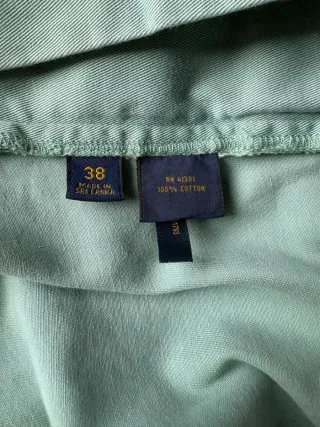 38
MADE IN
SRI LANKA
RN 41381
100% COTTON